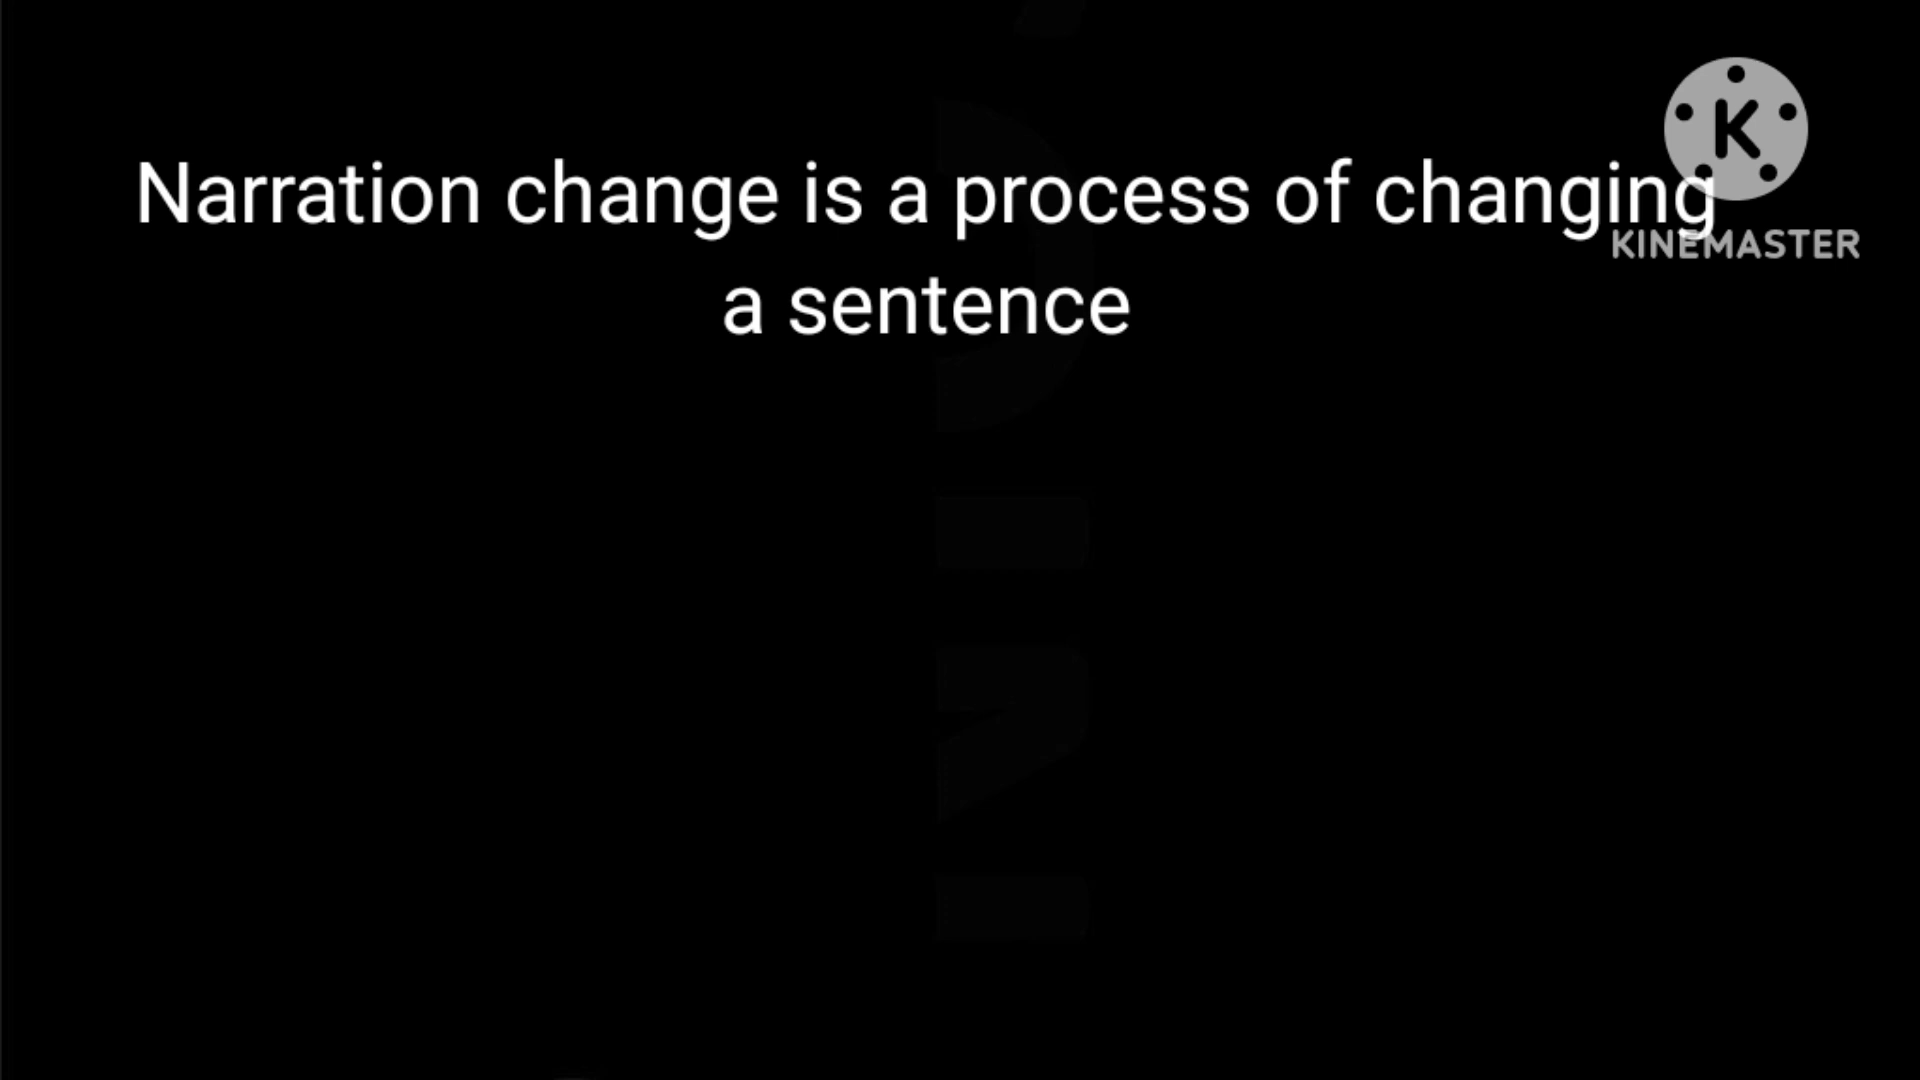 Narration change is a process of changing
a sentence
K
KINEMASTER